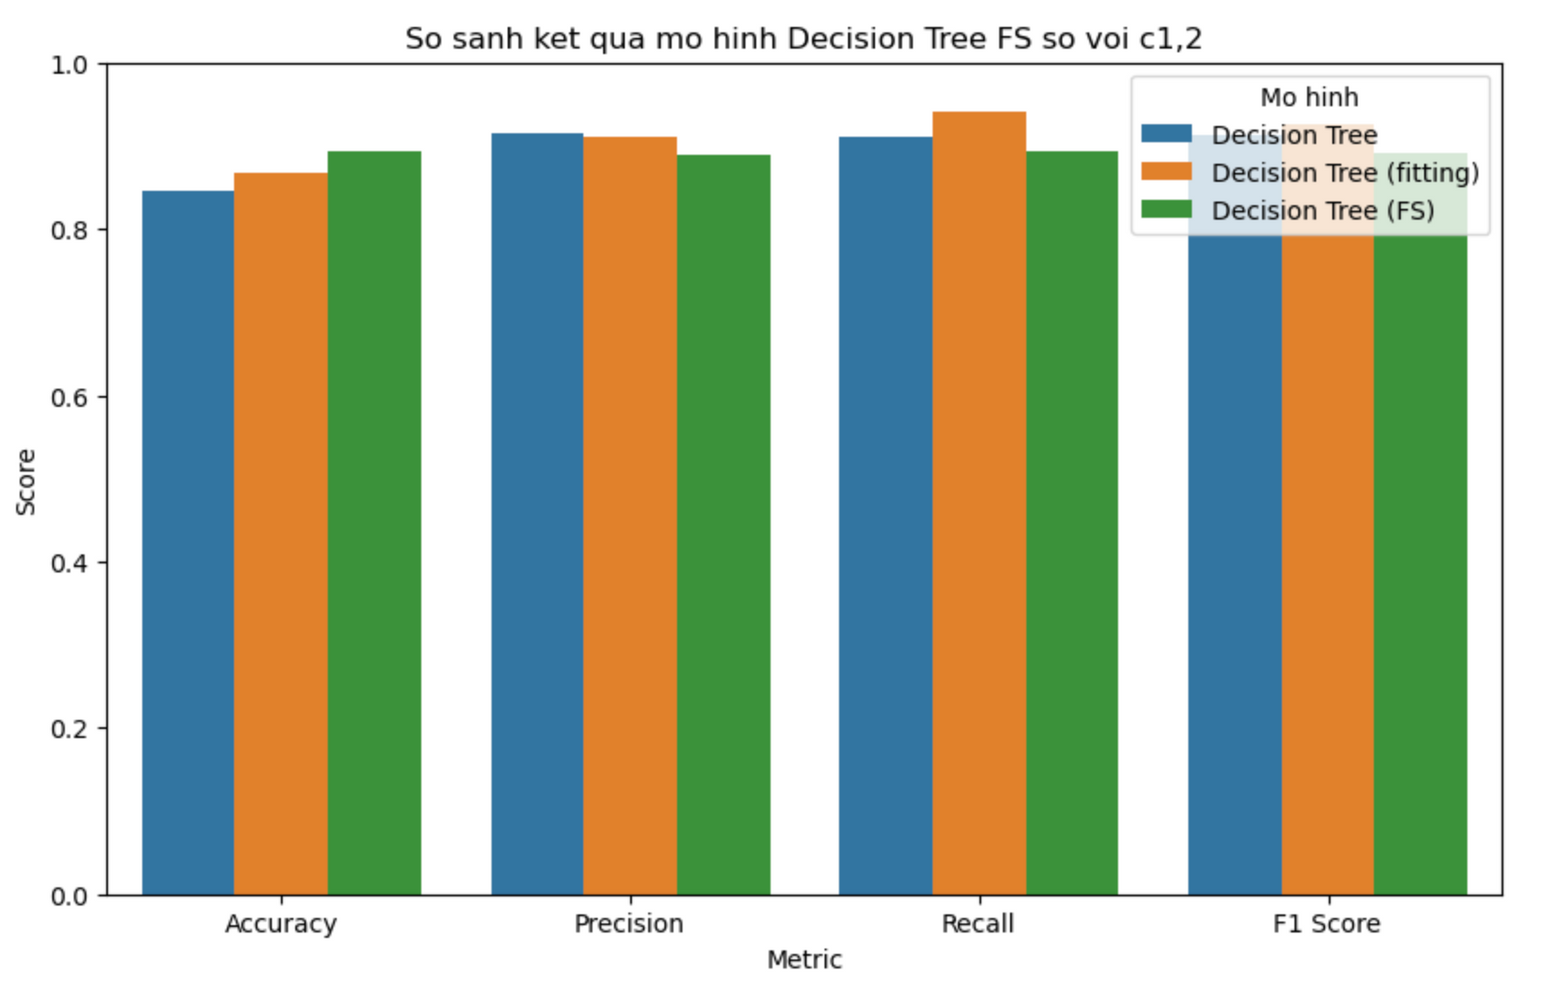 So sanh ket qua mo hinh Decision Tree FS so voi c1,2
Mo hinh
Decision Tree
Decision Tree (fitting)
Decision Tree (FS)
1.0
0.8
0.6
0.4
0.2
0.0
Score
Accuracy
Precision
Recall
F1 Score
Metric